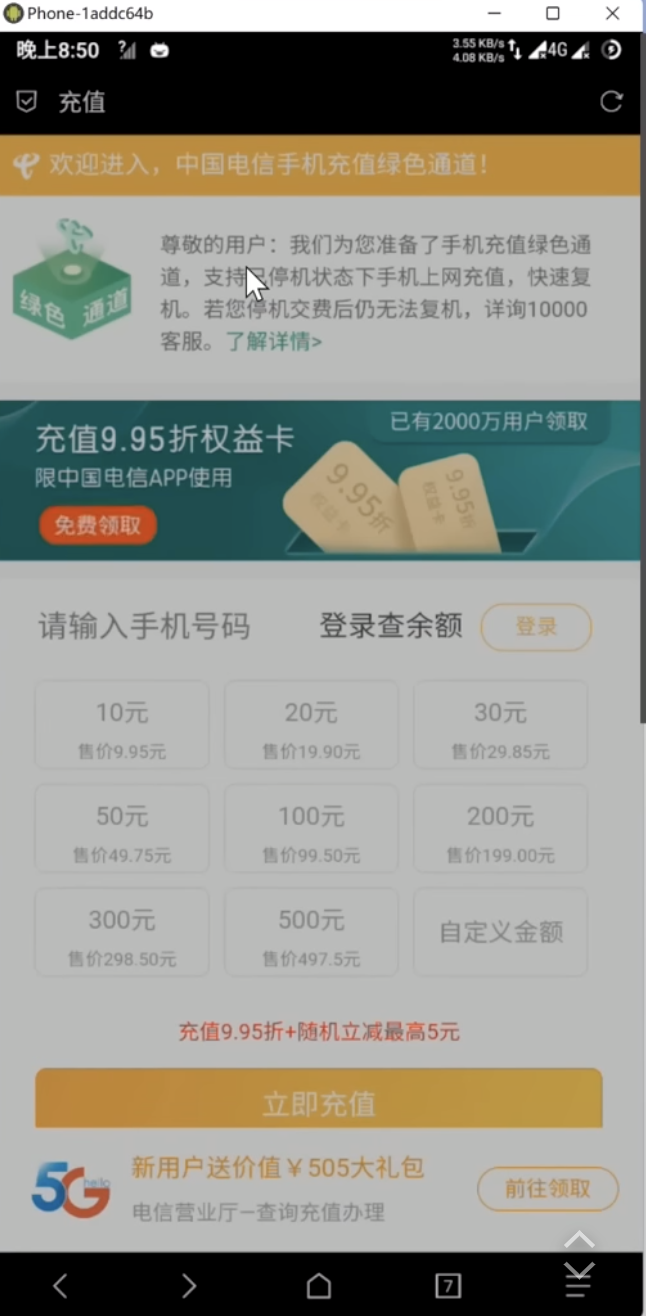 Phone-1addc64b
晚上8:50
3.55 KB/s
4.08 KB/s
4G
充值
欢迎进入，中国电信手机充值绿色通道！
绿色 通道
尊敬的用户：我们为您准备了手机充值绿色通
道，支持已停机状态下手机上网充值，快速复
机。若您停机交费后仍无法复机，详询10000
客服。了解详情>
已有2000万用户领取
充值9.95折权益卡
限中国电信APP使用
免费领取
9.95折
权益卡
9.95折
权益卡
请输入手机号码 登录查余额 登录
10元 20元 30元
售价9.95元 售价19.90元 售价29.85元
50元 100元 200元
售价49.75元 售价99.50元 售价199.00元
300元 500元 自定义金额
售价298.50元 售价497.5元
充值9.95折+随机立减最高5元
立即充值
5G hello
新用户送价值￥505大礼包
电信营业厅—查询充值办理
前往领取
7